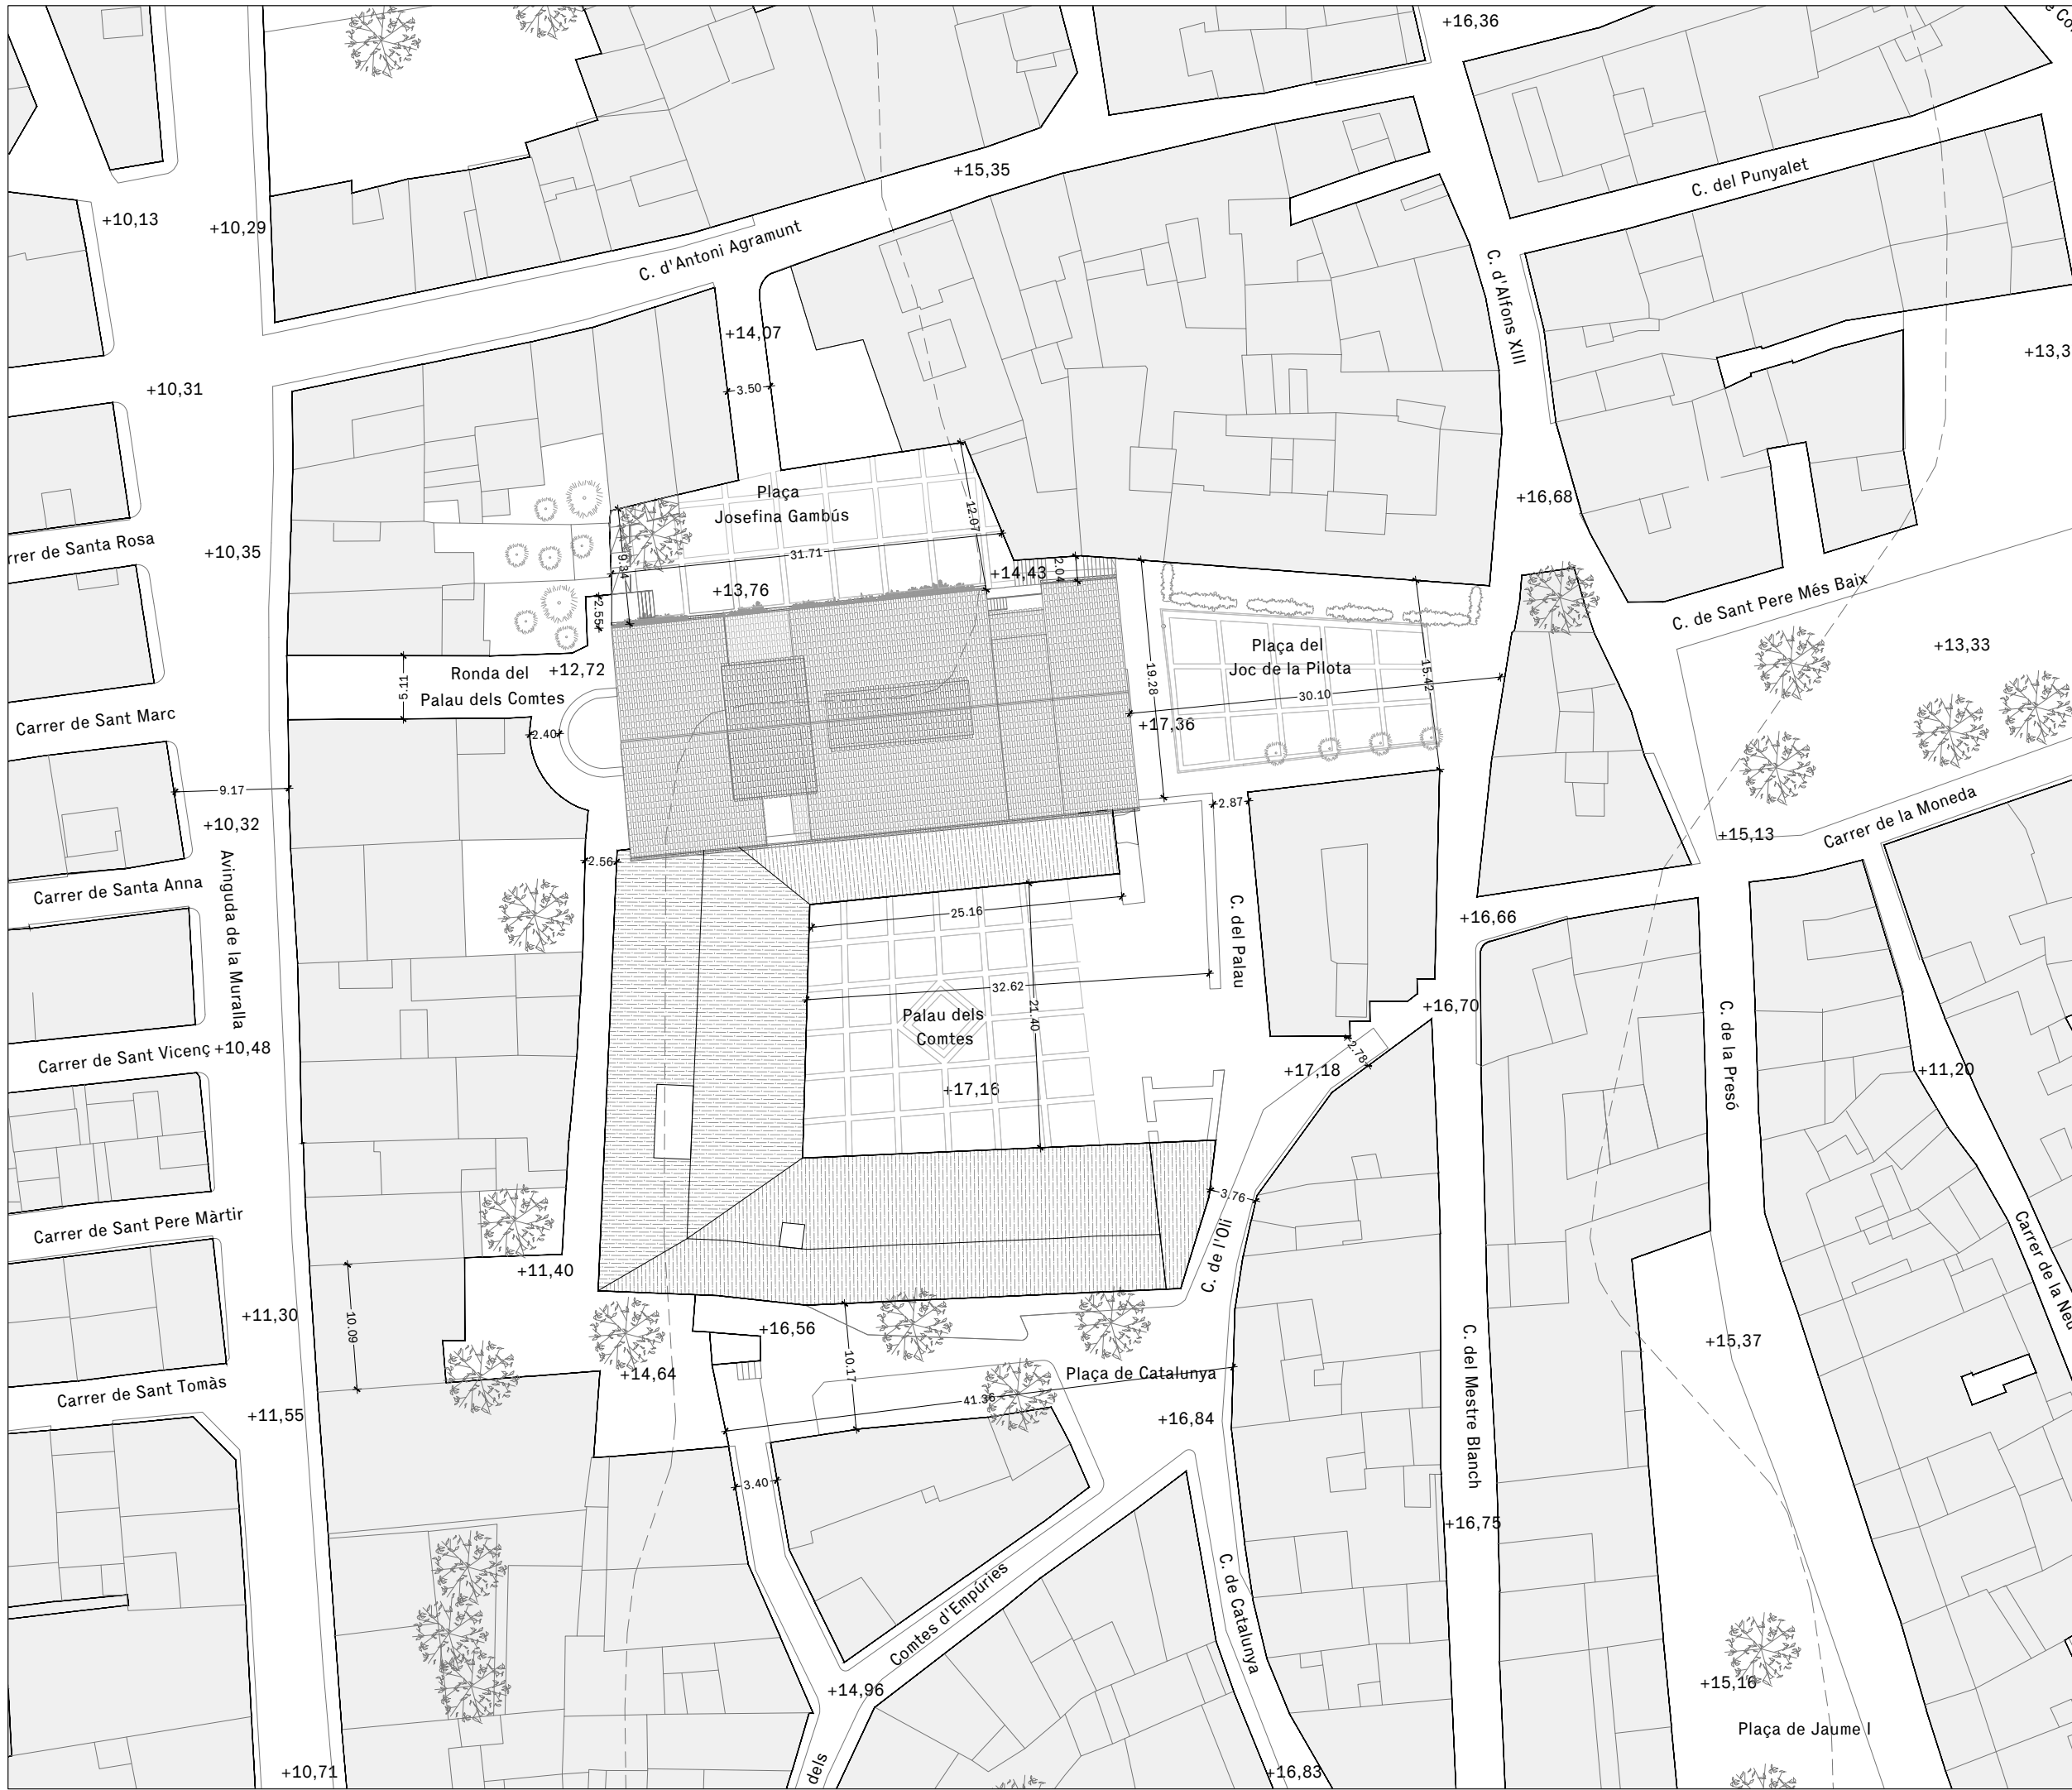 +16,36
+15,35
C. del Punyalet
+10,13
+10,29
C. d'Antoni Agramunt
C. d'Alfons XIII
+14,07
+13,3
+10,31
3.50
Plaça
Josefina Gambús
12.07
+16,68
rrer de Santa Rosa
+10,35
9.34
31.71
+14,43
2.04
+13,76
2.55
C. de Sant Pere Més Baix
+13,33
Plaça del
Joc de la Pilota
Ronda del
Palau dels Comtes
+12,72
5.11
19.28
15.42
30.10
Carrer de Sant Marc
2.40
+17,36
9.17
2.87
+10,32
+15,13
Carrer de la Moneda
2.56
Carrer de Santa Anna
Avinguda de la Muralla
25.16
C. del Palau
+16,66
32.62
21.40
Palau dels
Comtes
+16,70
C. de la Presó
Carrer de Sant Vicenç
+10,48
2.78
+17,18
+11,20
+17,16
Carrer de Sant Pere Màrtir
3.76
C. de l'Oli
Carrer de la Neu
+11,40
10.09
+11,30
+16,56
+15,37
10.17
Plaça de Catalunya
+14,64
C. del Mestre Blanch
Carrer de Sant Tomàs
41.36
+11,55
+16,84
3.40
+16,75
Comtes d'Empúries
C. de Catalunya
+14,96
+15,16
Plaça de Jaume I
dels
+10,71
+16,83